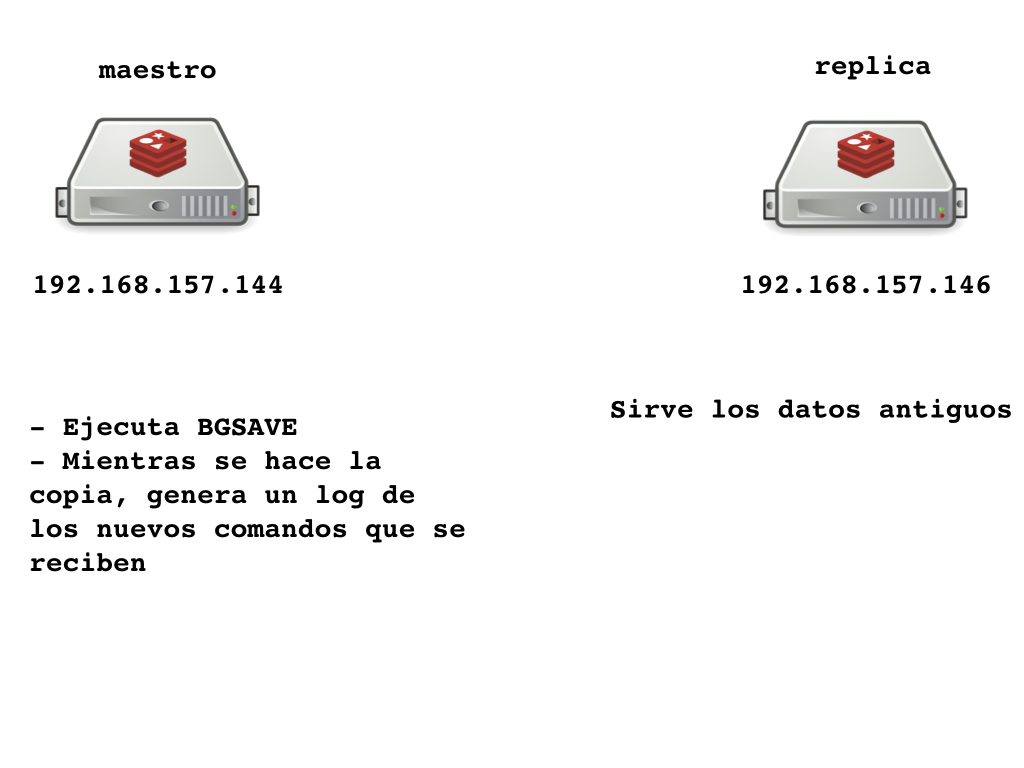 maestro
replica
192.168.157.144
192.168.157.146
Sirve los datos antiguos
- Ejecuta BGSAVE
- Mientras se hace la
copia, genera un log de
los nuevos comandos que se
reciben